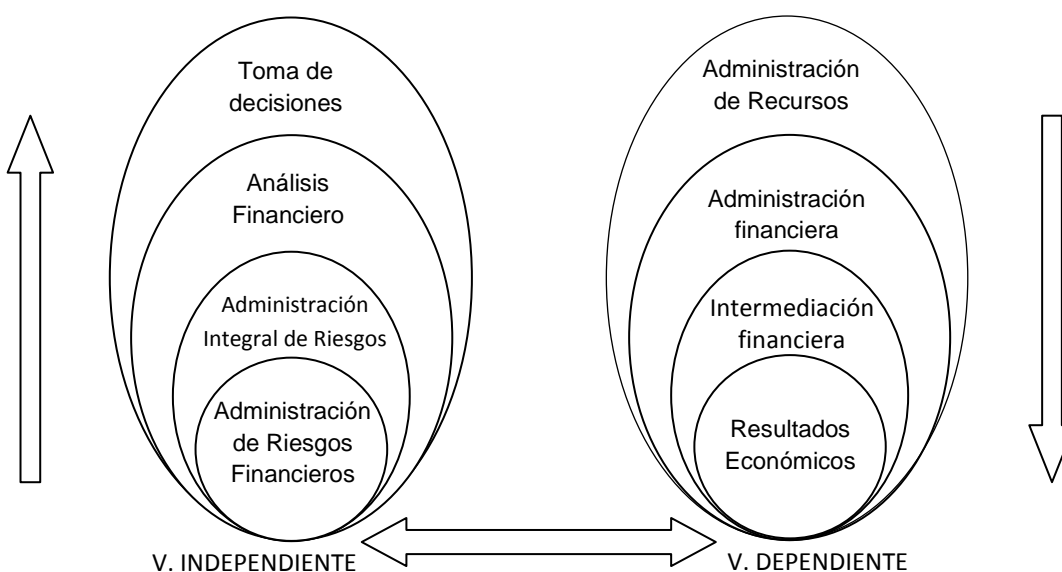 Toma de
decisiones
Análisis
Financiero
Administración
Integral de Riesgos
Administración
de Riesgos
Financieros
V. INDEPENDIENTE
Administración
de Recursos
Administración
financiera
Intermediación
financiera
Resultados
Económicos
V. DEPENDIENTE